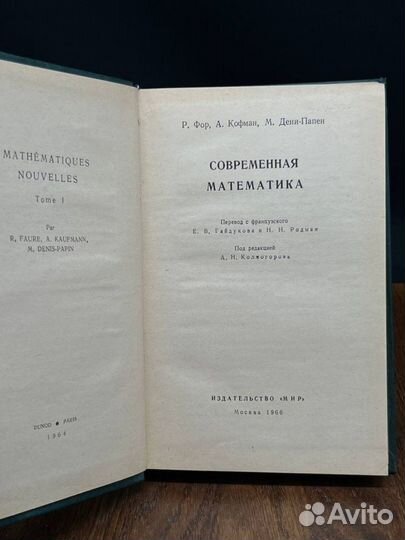 MATHÉMATIQUES
NOUVELLES
Tome I
Par
R. FAURE, A. KAUFMANN,
M. DENIS-PAPIN
DUNOD ● PARIS
1964
Р. Фор, А. Кофман, М. Дени-Папен
СОВРЕМЕННАЯ
МАТЕМАТИКА
Перевод с французского
Е. В. Гайдукова и Н. Н. Родман
Под редакцией
А. Н. Колмогорова
ИЗДАТЕЛЬСТВО «МИР»
Москва 1966
Avito